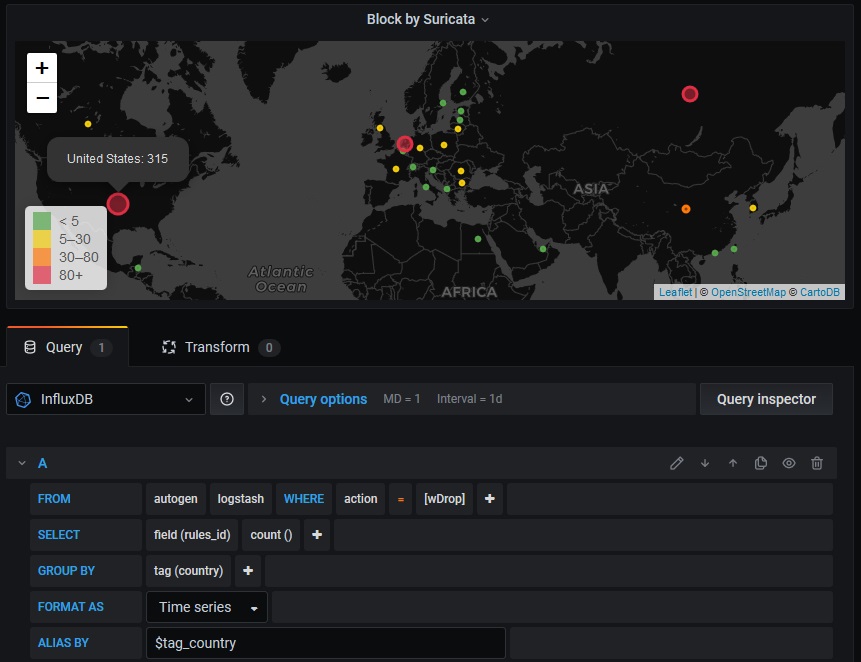 Block by Suricata
+
−
United States: 315
ASIA
< 5
5–30
30–80
80+
Atlantic
Ocean
AFRICA
Leaflet | © OpenStreetMap © CartoDB
Query 1 Transform 0
InfluxDB Query options MD = 1 Interval = 1d Query inspector
A
FROM autogen logstash WHERE action = [wDrop] +
SELECT field (rules_id) count () +
GROUP BY tag (country) +
FORMAT AS Time series
ALIAS BY $tag_country